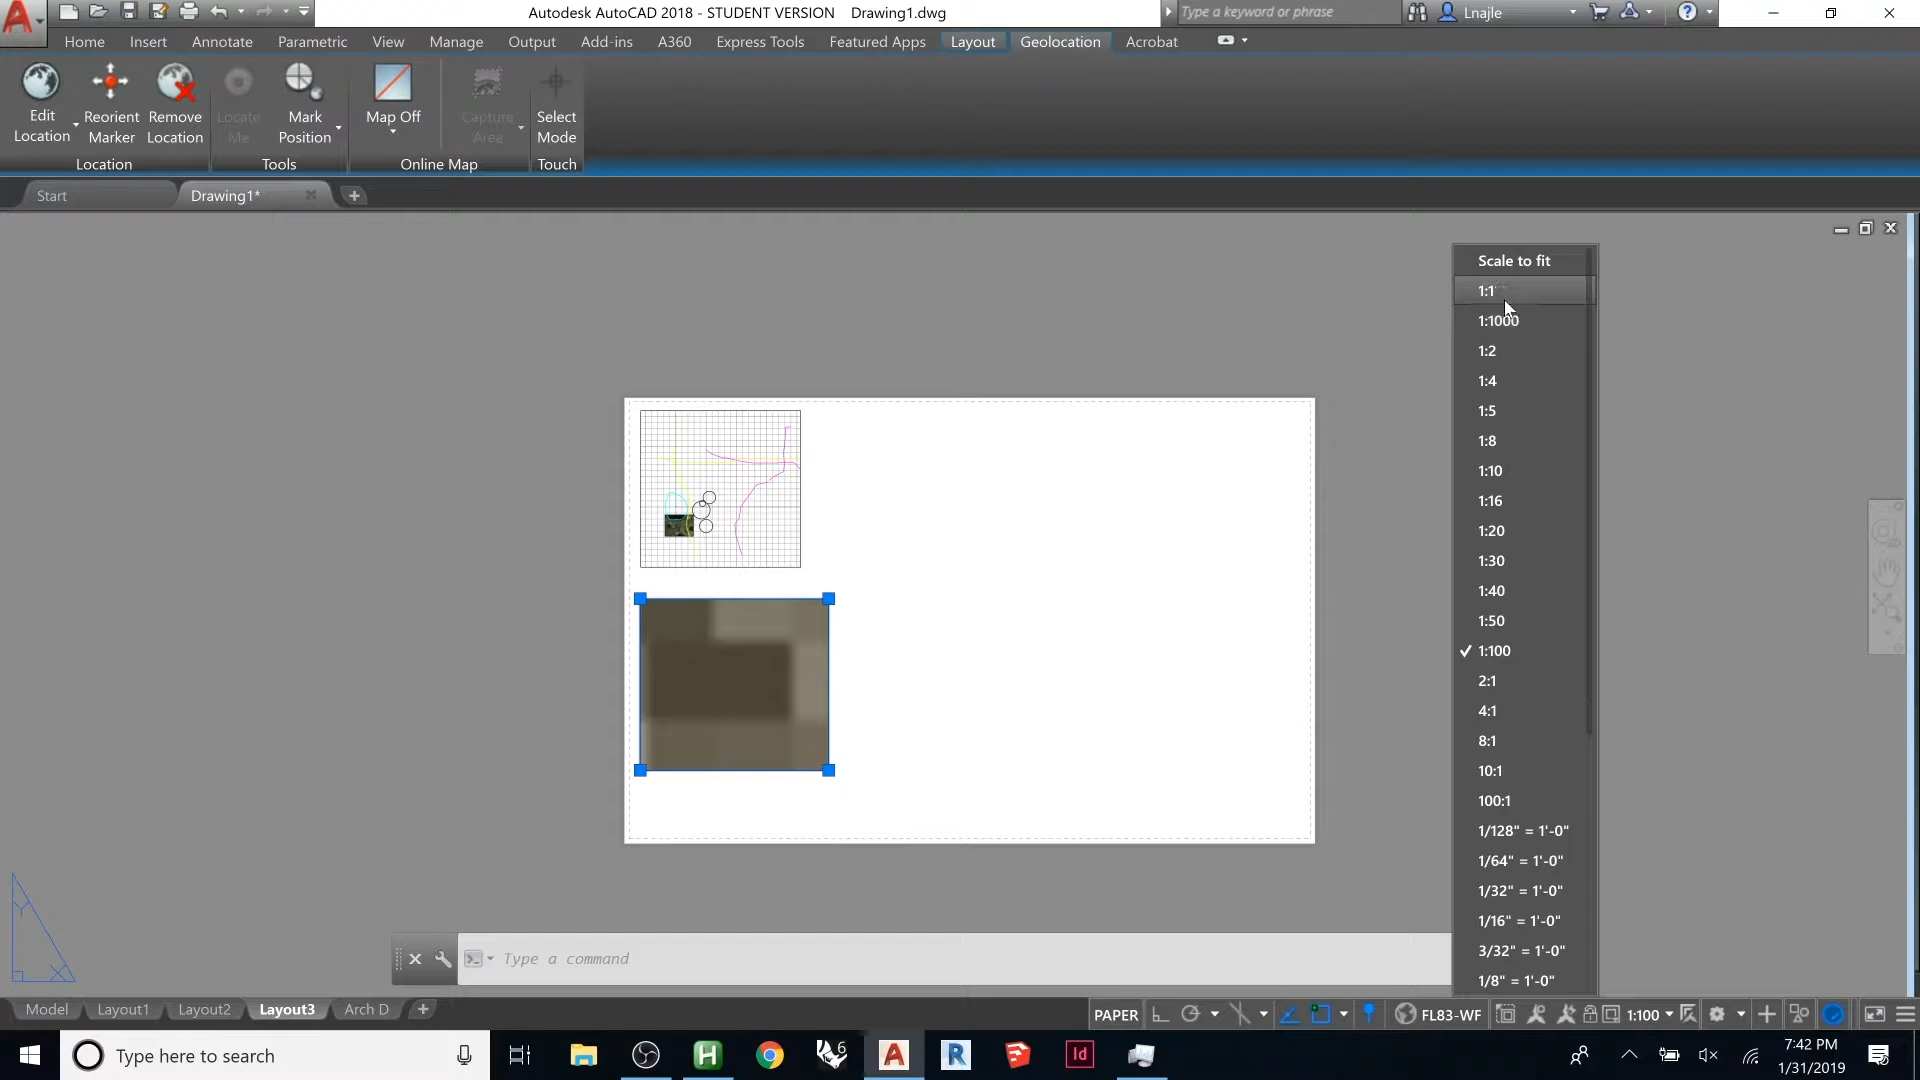 Autodesk AutoCAD 2018 - STUDENT VERSION Drawing1.dwg
Type a keyword or phrase
Lnajle
Home Insert Annotate Parametric View Manage Output Add-ins A360 Express Tools Featured Apps Layout Geolocation Acrobat
Edit Location
Reorient Marker
Remove Location
Locate Me
Mark Position
Map Off
Capture Area
Select Mode
Location Tools Online Map Touch
Start Drawing1*
Scale to fit
1:1
1:1000
1:2
1:4
1:5
1:8
1:10
1:16
1:20
1:30
1:40
1:50
1:100
2:1
4:1
8:1
10:1
100:1
1/128" = 1'-0"
1/64" = 1'-0"
1/32" = 1'-0"
1/16" = 1'-0"
3/32" = 1'-0"
1/8" = 1'-0"
Y
X
Type a command
Model Layout1 Layout2 Layout3 Arch D
PAPER FL83-WF 1:100
Type here to search
H
6
A
R
Id
7:42 PM
1/31/2019